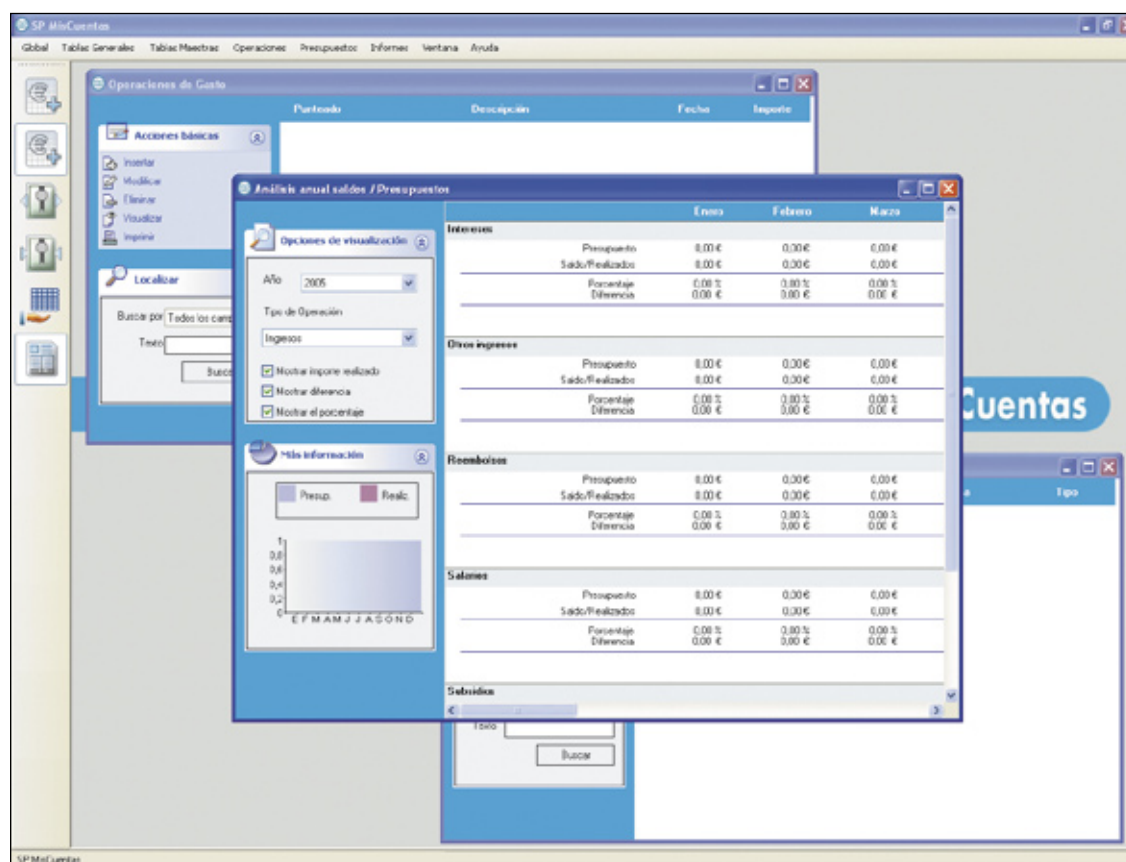 SP MisCuentas
Global Tablas Generales Tablas Maestras Operaciones Presupuestos Informes Ventana Ayuda
Operaciones de Gasto
Punteado Descripción Fecha Importe
Acciones básicas
Insertar
Modificar
Eliminar
Visualizar
Imprimir
Localizar
Buscar por Todos los camp
Texto
Busca
Análisis anual saldos / Presupuestos
Opciones de visualización
Año 2005
Tipo de Operación
Ingresos
Mostrar importe realizado
Mostrar diferencia
Mostrar el porcentaje
Más información
Presup. Realiz.
1
0,8
0,6
0,4
0,2
0
E F M A M J J A S O N D
Enero Febrero Marzo
Intereses
Presupuesto 0,00 € 0,00 € 0,00 €
Saldo/Realizados 0,00 € 0,00 € 0,00 €
Porcentaje 0,00 % 0,00 % 0,00 %
Diferencia 0,00 € 0,00 € 0,00 €
Otros ingresos
Presupuesto 0,00 € 0,00 € 0,00 €
Saldo/Realizados 0,00 € 0,00 € 0,00 €
Porcentaje 0,00 % 0,00 % 0,00 %
Diferencia 0,00 € 0,00 € 0,00 €
Reembolsos
Presupuesto 0,00 € 0,00 € 0,00 €
Saldo/Realizados 0,00 € 0,00 € 0,00 €
Porcentaje 0,00 % 0,00 % 0,00 %
Diferencia 0,00 € 0,00 € 0,00 €
Salarios
Presupuesto 0,00 € 0,00 € 0,00 €
Saldo/Realizados 0,00 € 0,00 € 0,00 €
Porcentaje 0,00 % 0,00 % 0,00 %
Diferencia 0,00 € 0,00 € 0,00 €
Subsidios
Cuentas
a Tipo
Texto
Buscar
SP MisCuentas